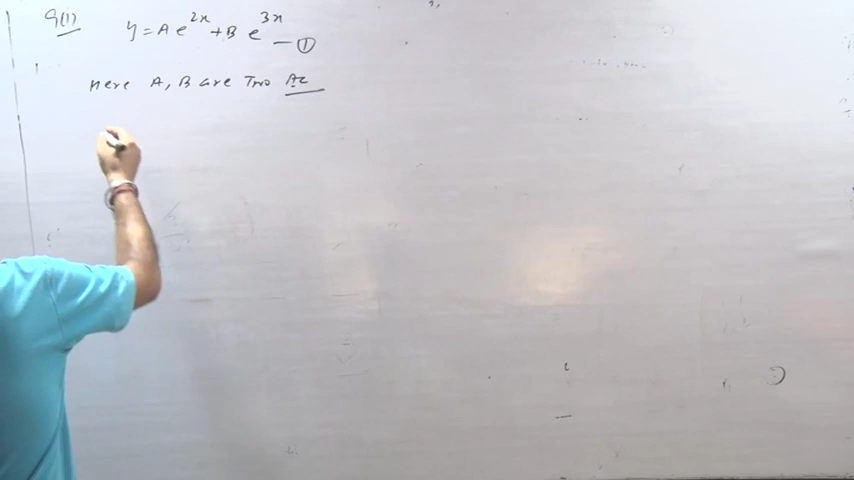 Q(1) y = A e^{2x} + B e^{3x} — ①
Here A, B are Two AC